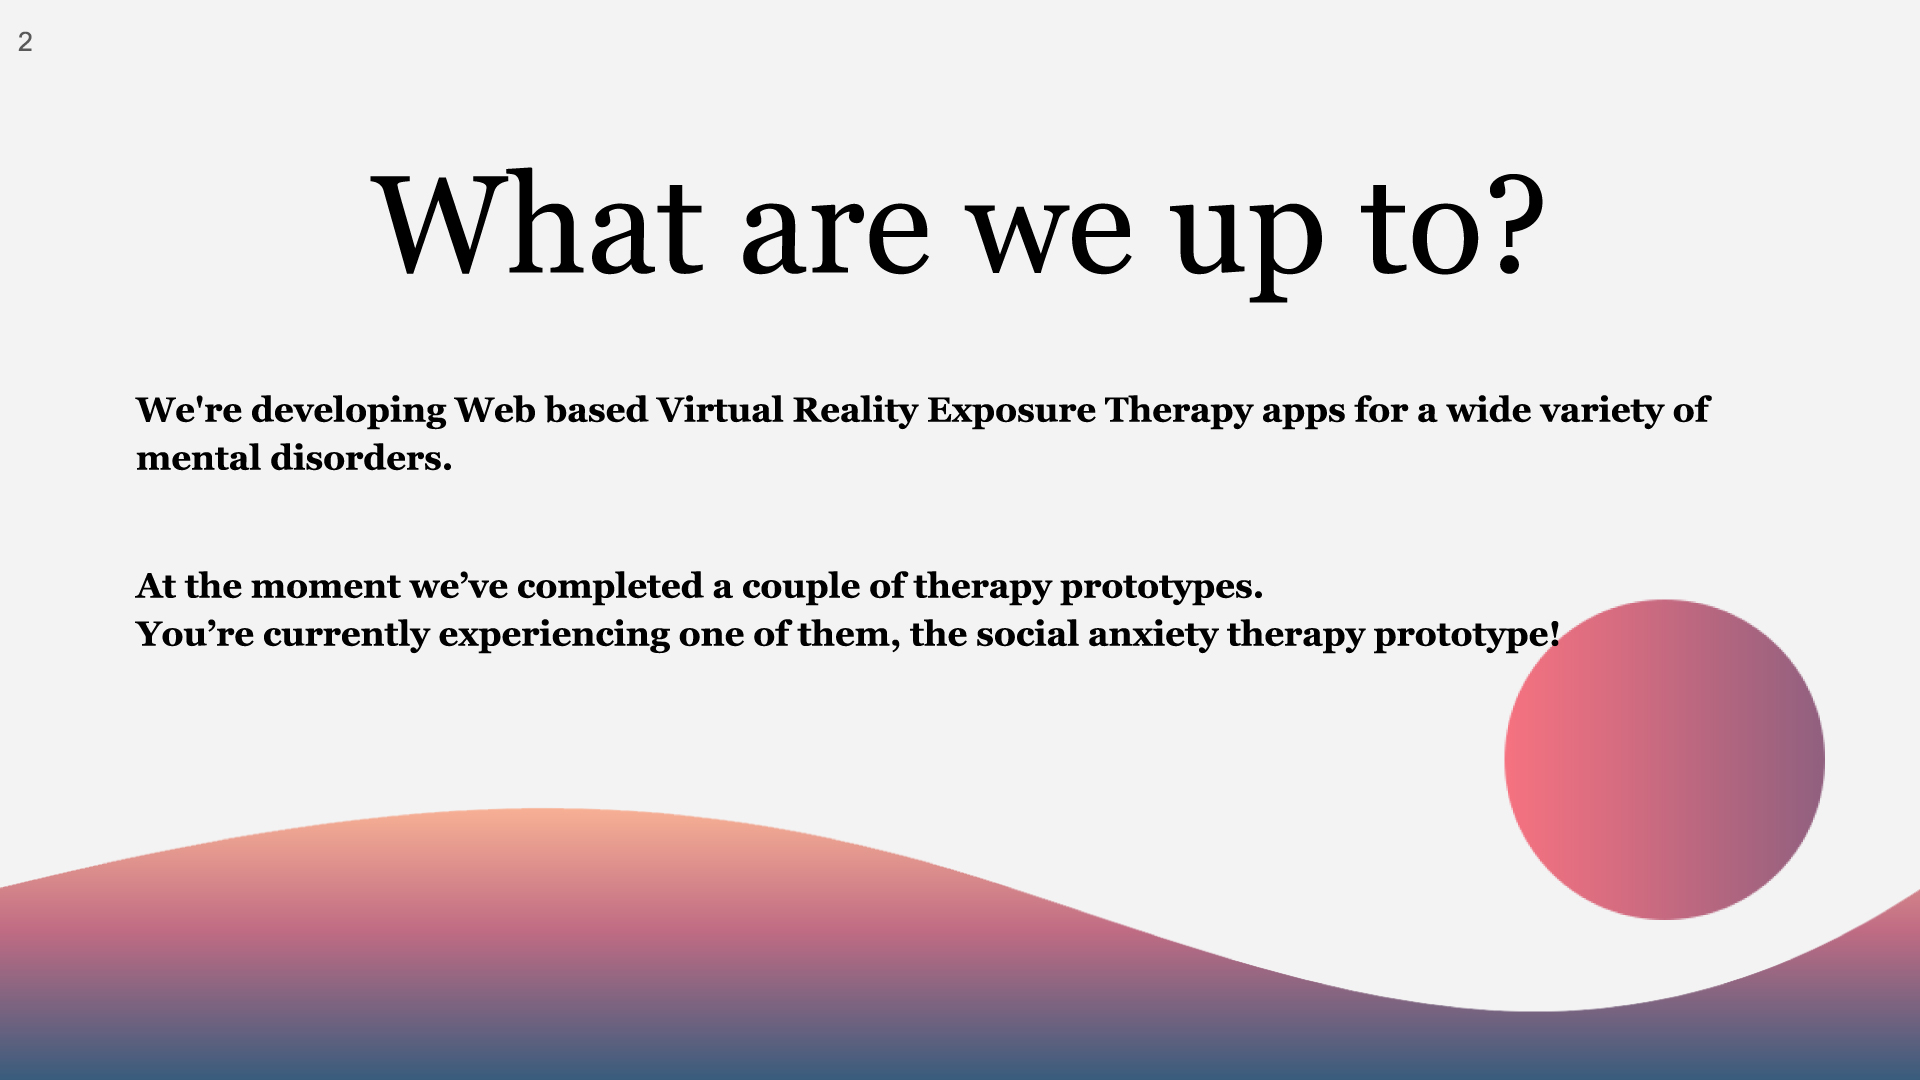 2
What are we up to?
We're developing Web based Virtual Reality Exposure Therapy apps for a wide variety of
mental disorders.
At the moment we’ve completed a couple of therapy prototypes.
You’re currently experiencing one of them, the social anxiety therapy prototype!